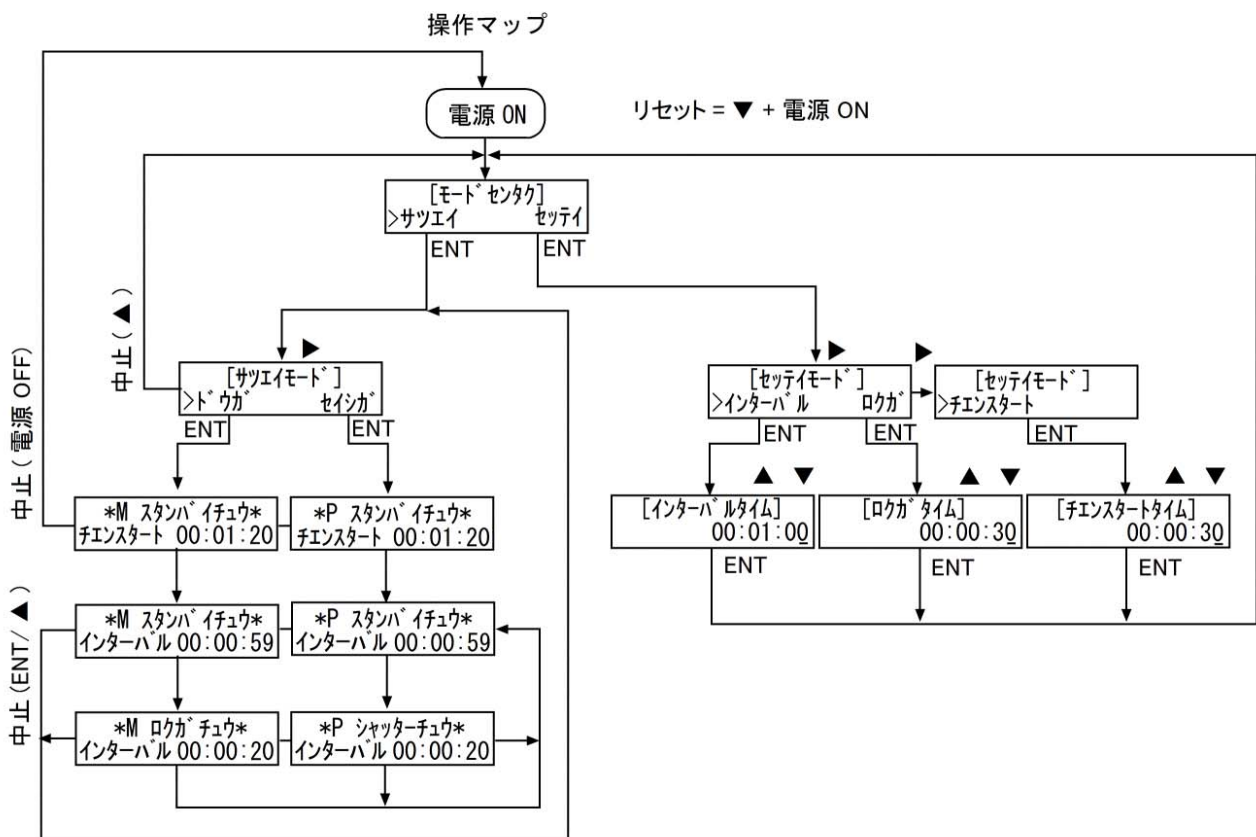 操作マップ
電源 ON
リセット = ▼ + 電源 ON
[モードセンタク]
>サツエイ セッテイ
ENT ENT
中止 ( ▲ )
中止 ( 電源 OFF)
▶
[サツエイモード]
>ドウガ セイシガ
ENT ENT
*M スタンバイチュウ*
チエンスタート 00:01:20
*P スタンバイチュウ*
チエンスタート 00:01:20
中止 (ENT/ ▲ )
*M スタンバイチュウ*
インターバル 00:00:59
*P スタンバイチュウ*
インターバル 00:00:59
*M ロクガチュウ*
インターバル 00:00:20
*P シャッターチュウ*
インターバル 00:00:20
▶ ▶
[セッテイモード]
>インターバル ロクガ
[セッテイモード]
>チエンスタート
ENT ENT ENT
▲ ▼ ▲ ▼ ▲ ▼
[インターバルタイム]
00:01:00
[ロクガタイム]
00:00:30
[チエンスタートタイム]
00:00:30
ENT ENT ENT